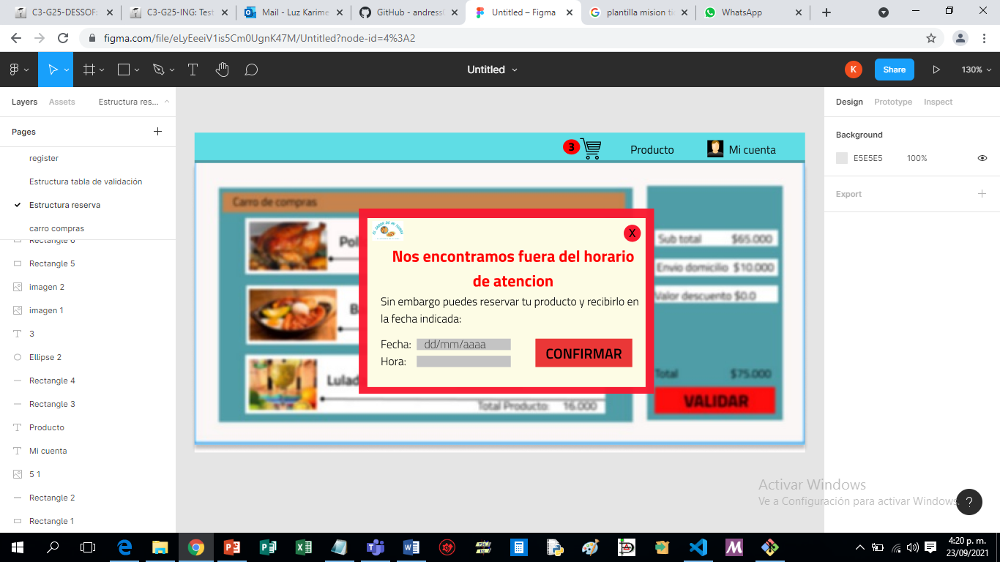 C3-G25-DESSOF:
C3-G25-ING: Test
Mail - Luz Karime
GitHub - andress
Untitled – Figma
plantilla mision ti
WhatsApp
figma.com/file/eLyEeeiV1is5Cm0UgnK47M/Untitled?node-id=4%3A2
Untitled
K
Share
130%
Layers
Assets
Estructura res...
Design
Prototype
Inspect
Pages
register
Estructura tabla de validación
Estructura reserva
carro compras
Rectangle 6
Rectangle 5
imagen 2
imagen 1
3
Ellipse 2
Rectangle 4
Rectangle 3
Producto
Mi cuenta
5 1
Rectangle 2
Rectangle 1
Background
E5E5E5
100%
Export
3
Producto
Mi cuenta
Carro de compras
Sub total $65.000
Envio domicilio $10.000
Valor descuento $0.0
Total $75.000
VALIDAR
Total Producto: 16.000
X
Nos encontramos fuera del horario
de atencion
Sin embargo puedes reservar tu producto y recibirlo en
la fecha indicada:
Fecha: dd/mm/aaaa
Hora:
CONFIRMAR
Activar Windows
Ve a Configuración para activar Windows.
?
4:20 p. m.
23/09/2021